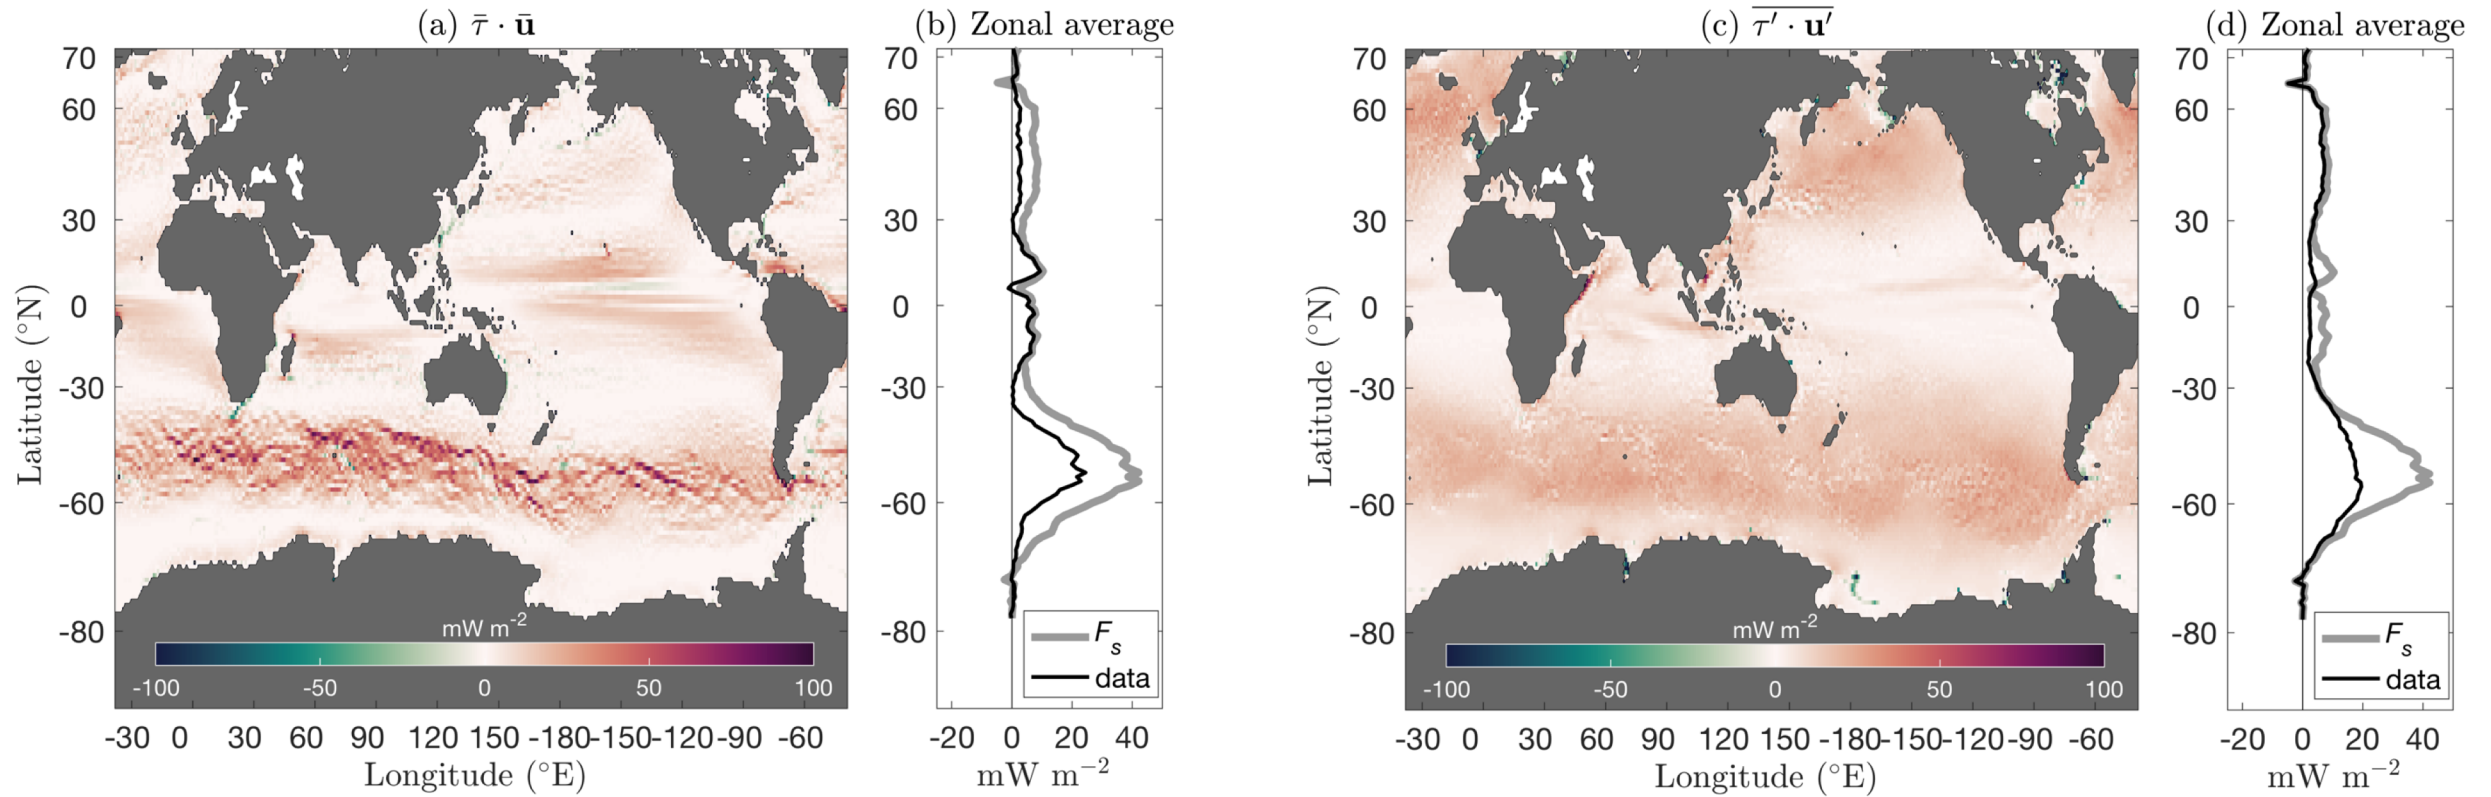 (a) τ̄ · ū
70
60
30
0
-30
-60
-80
Latitude (°N)
mW m-2
-100 -50 0 50 100
-30 0 30 60 90 120 150 -180 -150 -120 -90 -60
Longitude (°E)
(b) Zonal average
70
60
30
0
-30
-60
-80
Fs
data
-20 0 20 40
mW m−2
(c) τ′ · u′
70
60
30
0
-30
-60
-80
Latitude (°N)
mW m-2
-100 -50 0 50 100
-30 0 30 60 90 120 150 -180 -150 -120 -90 -60
Longitude (°E)
(d) Zonal average
70
60
30
0
-30
-60
-80
Fs
data
-20 0 20 40
mW m−2